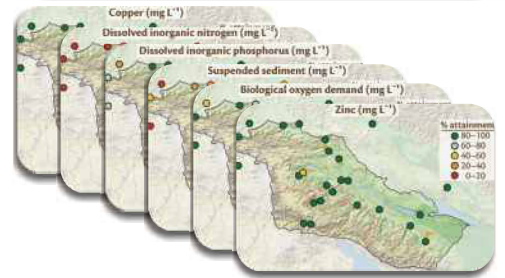 Copper (mg L⁻¹)
Dissolved inorganic nitrogen (mg L⁻¹)
Dissolved inorganic phosphorus (mg L⁻¹)
Suspended sediment (mg L⁻¹)
Biological oxygen demand (mg L⁻¹)
Zinc (mg L⁻¹)
% attainment
80–100
60–80
40–60
20–40
0–20